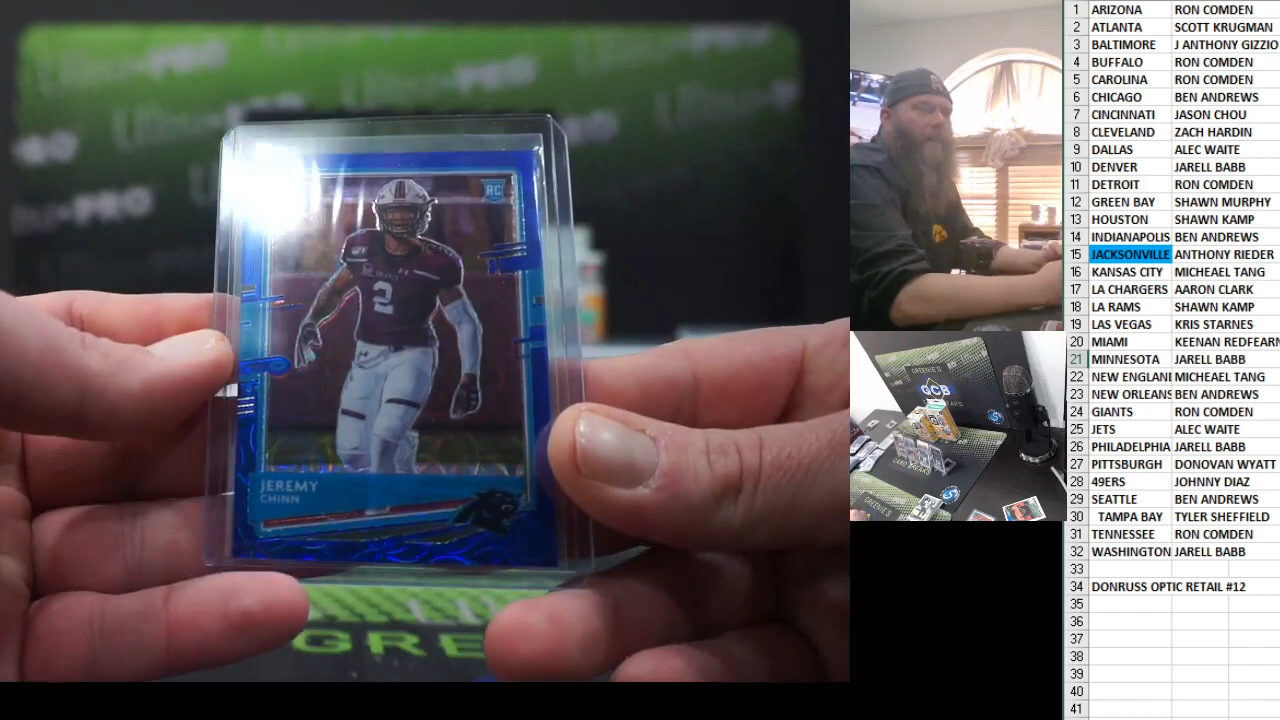 RC
2
JEREMY
CHINN
GRE
GREENIE'S
GCB
CARD BREAKS
1 ARIZONA RON COMDEN
2 ATLANTA SCOTT KRUGMAN
3 BALTIMORE J ANTHONY GIZZIO
4 BUFFALO RON COMDEN
5 CAROLINA RON COMDEN
6 CHICAGO BEN ANDREWS
7 CINCINNATI JASON CHOU
8 CLEVELAND ZACH HARDIN
9 DALLAS ALEC WAITE
10 DENVER JARELL BABB
11 DETROIT RON COMDEN
12 GREEN BAY SHAWN MURPHY
13 HOUSTON SHAWN KAMP
14 INDIANAPOLIS BEN ANDREWS
15 JACKSONVILLE ANTHONY RIEDER
16 KANSAS CITY MICHEAEL TANG
17 LA CHARGERS AARON CLARK
18 LA RAMS SHAWN KAMP
19 LAS VEGAS KRIS STARNES
20 MIAMI KEENAN REDFEARN
21 MINNESOTA JARELL BABB
22 NEW ENGLAND MICHEAEL TANG
23 NEW ORLEANS BEN ANDREWS
24 GIANTS RON COMDEN
25 JETS ALEC WAITE
26 PHILADELPHIA JARELL BABB
27 PITTSBURGH DONOVAN WYATT
28 49ERS JOHNNY DIAZ
29 SEATTLE BEN ANDREWS
30 TAMPA BAY TYLER SHEFFIELD
31 TENNESSEE RON COMDEN
32 WASHINGTON JARELL BABB
33
34 DONRUSS OPTIC RETAIL #12
35
36
37
38
39
40
41